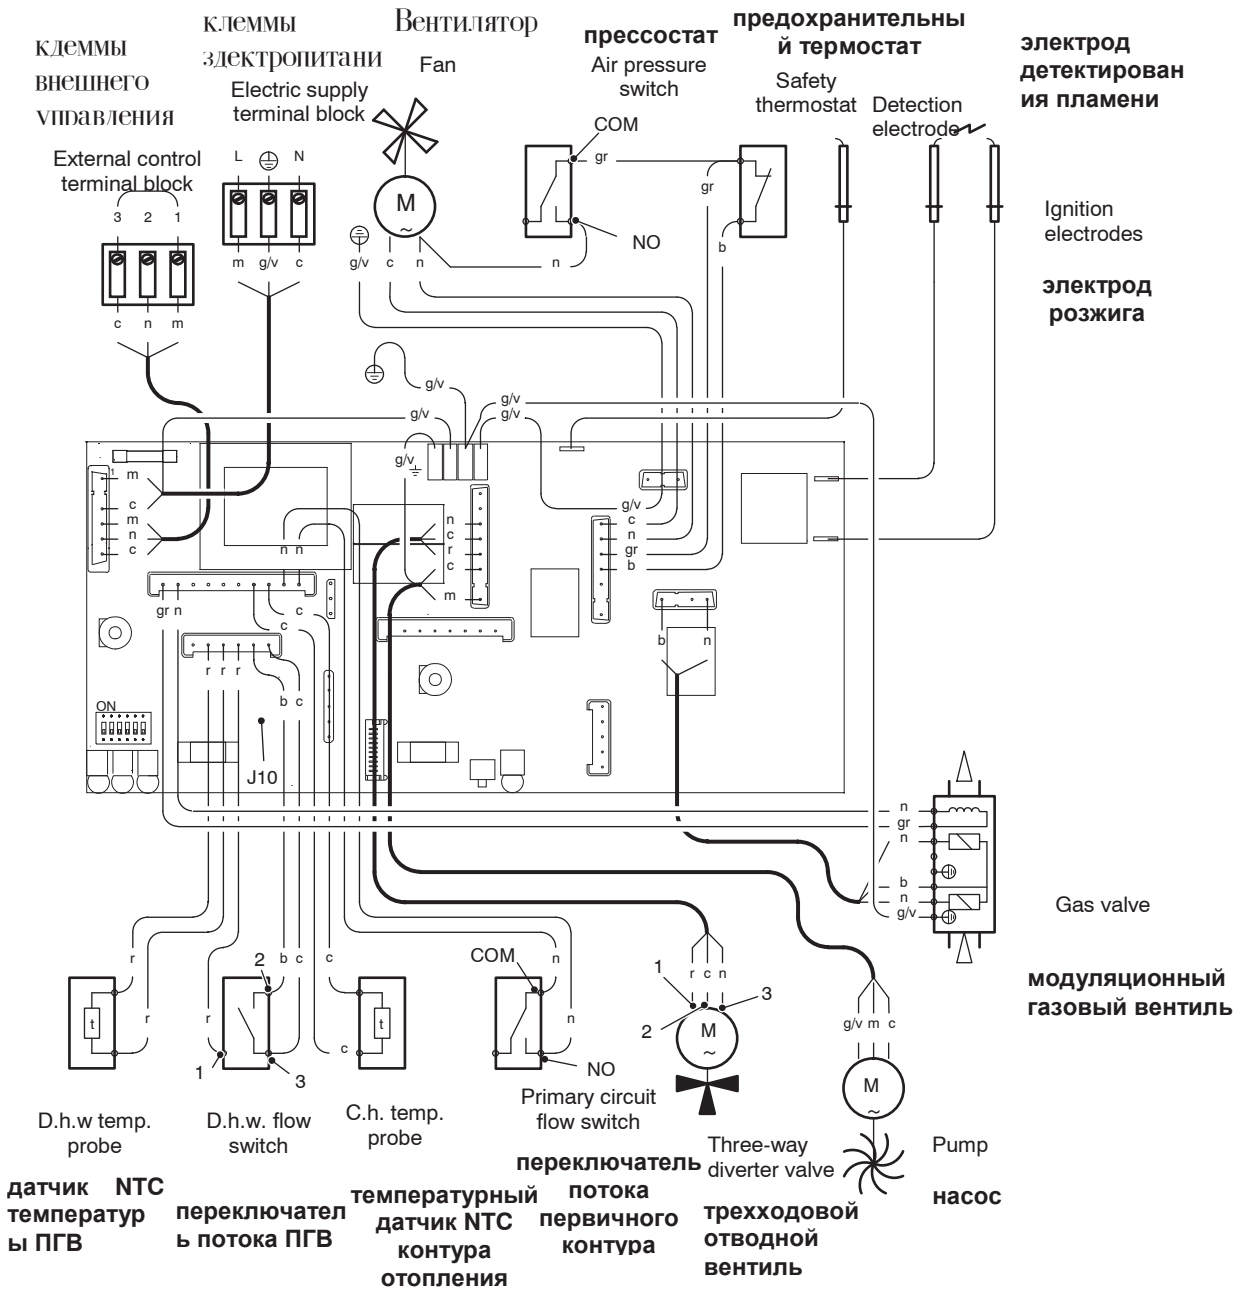 кдеммы
внешнего
управления
External control
terminal block
3 2 1
c n m
клеммы
здектропитани
Electric supply
terminal block
L N
m g/v c
Вентилятор
Fan
M
~
g/v c n
прессостат
Air pressure
switch
COM
gr
NO
n
предохранительны
й термостат
Safety
thermostat
gr
b
Detection
electrode
электрод
детектирован
ия пламени
Ignition
electrodes
электрод
розжига
g/v
g/v
g/v
g/v
g/v
1
m
c
m
n
c
n
c
r
c
m
g/v
c
n
gr
b
n n
gr n
c
c
r r r
b c
b n
ON
J10
n
gr
n
b
n
g/v
Gas valve
модуляционный
газовый вентиль
r
r
t
D.h.w temp.
probe
датчик NTC
температур
ы ПГВ
2
b c
r
1
3
D.h.w. flow
switch
переключател
ь потока ПГВ
c
c
t
C.h. temp.
probe
температурный
датчик NTC
контура
отопления
COM
n
n
NO
Primary circuit
flow switch
переключатель
потока
первичного
контура
1
r c n
3
2
M
~
Three-way
diverter valve
трехходовой
отводной
вентиль
g/v m c
M
~
Pump
насос